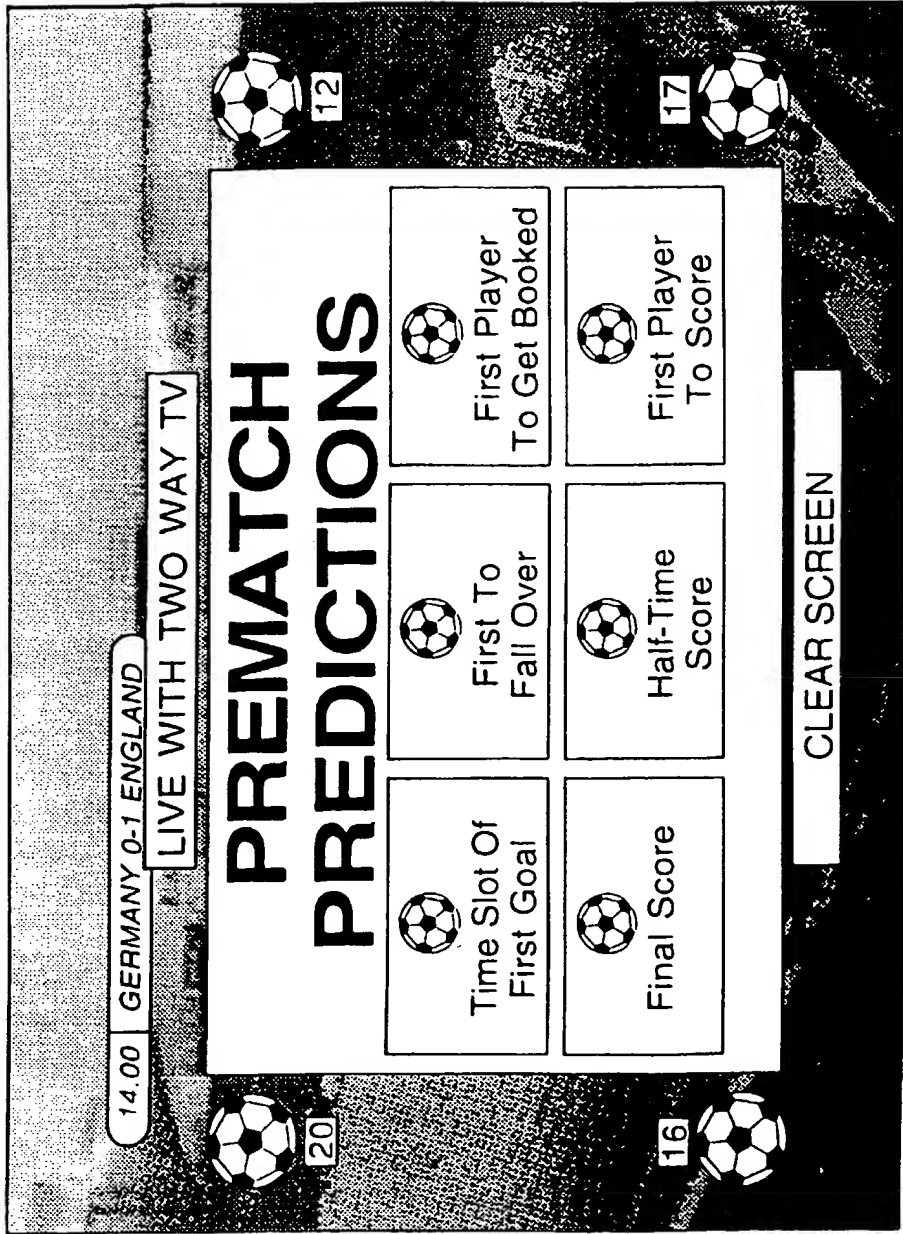 14.00 GERMANY 0-1 ENGLAND
LIVE WITH TWO WAY TV
20
12
PREMATCH
PREDICTIONS
Time Slot Of
First Goal
First To
Fall Over
First Player
To Get Booked
Final Score
Half-Time
Score
First Player
To Score
16
17
CLEAR SCREEN